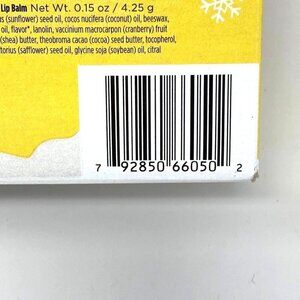 Lip Balm Net Wt. 0.15 oz / 4.25 g
us (sunflower) seed oil, cocos nucifera (coconut) oil, beeswax,
oil, flavor*, lanolin, vaccinium macrocarpon (cranberry) fruit
(shea) butter, theobroma cacao (cocoa) seed butter, tocopherol,
torius (safflower) seed oil, glycine soja (soybean) oil, citral
7 92850 66050 2